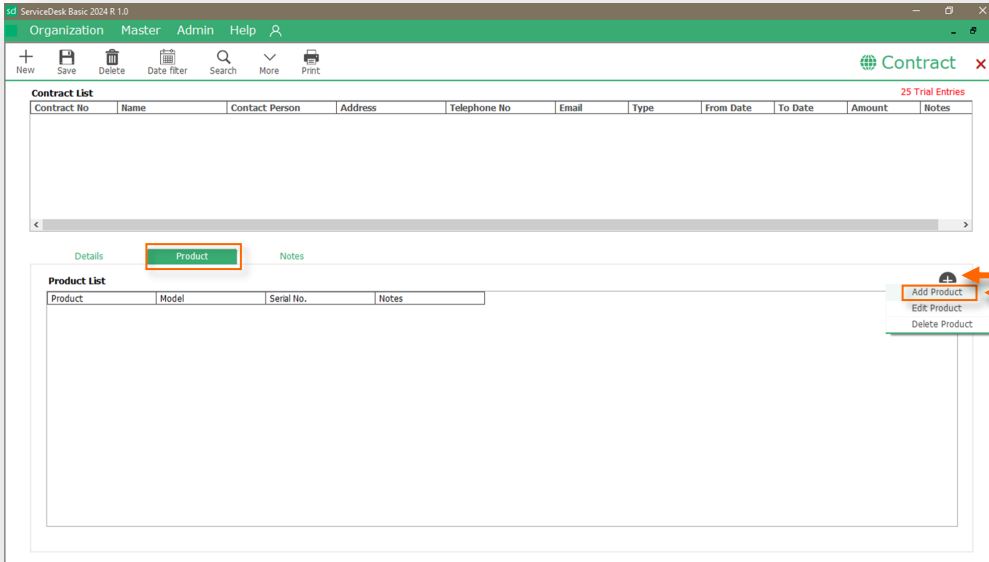 sd ServiceDesk Basic 2024 R 1.0
Organization Master Admin Help
New Save Delete Date filter Search More Print
Contract
Contract List
25 Trial Entries
Contract No Name Contact Person Address Telephone No Email Type From Date To Date Amount Notes
Details Product Notes
Product List
Product Model Serial No. Notes
Add Product
Edit Product
Delete Product